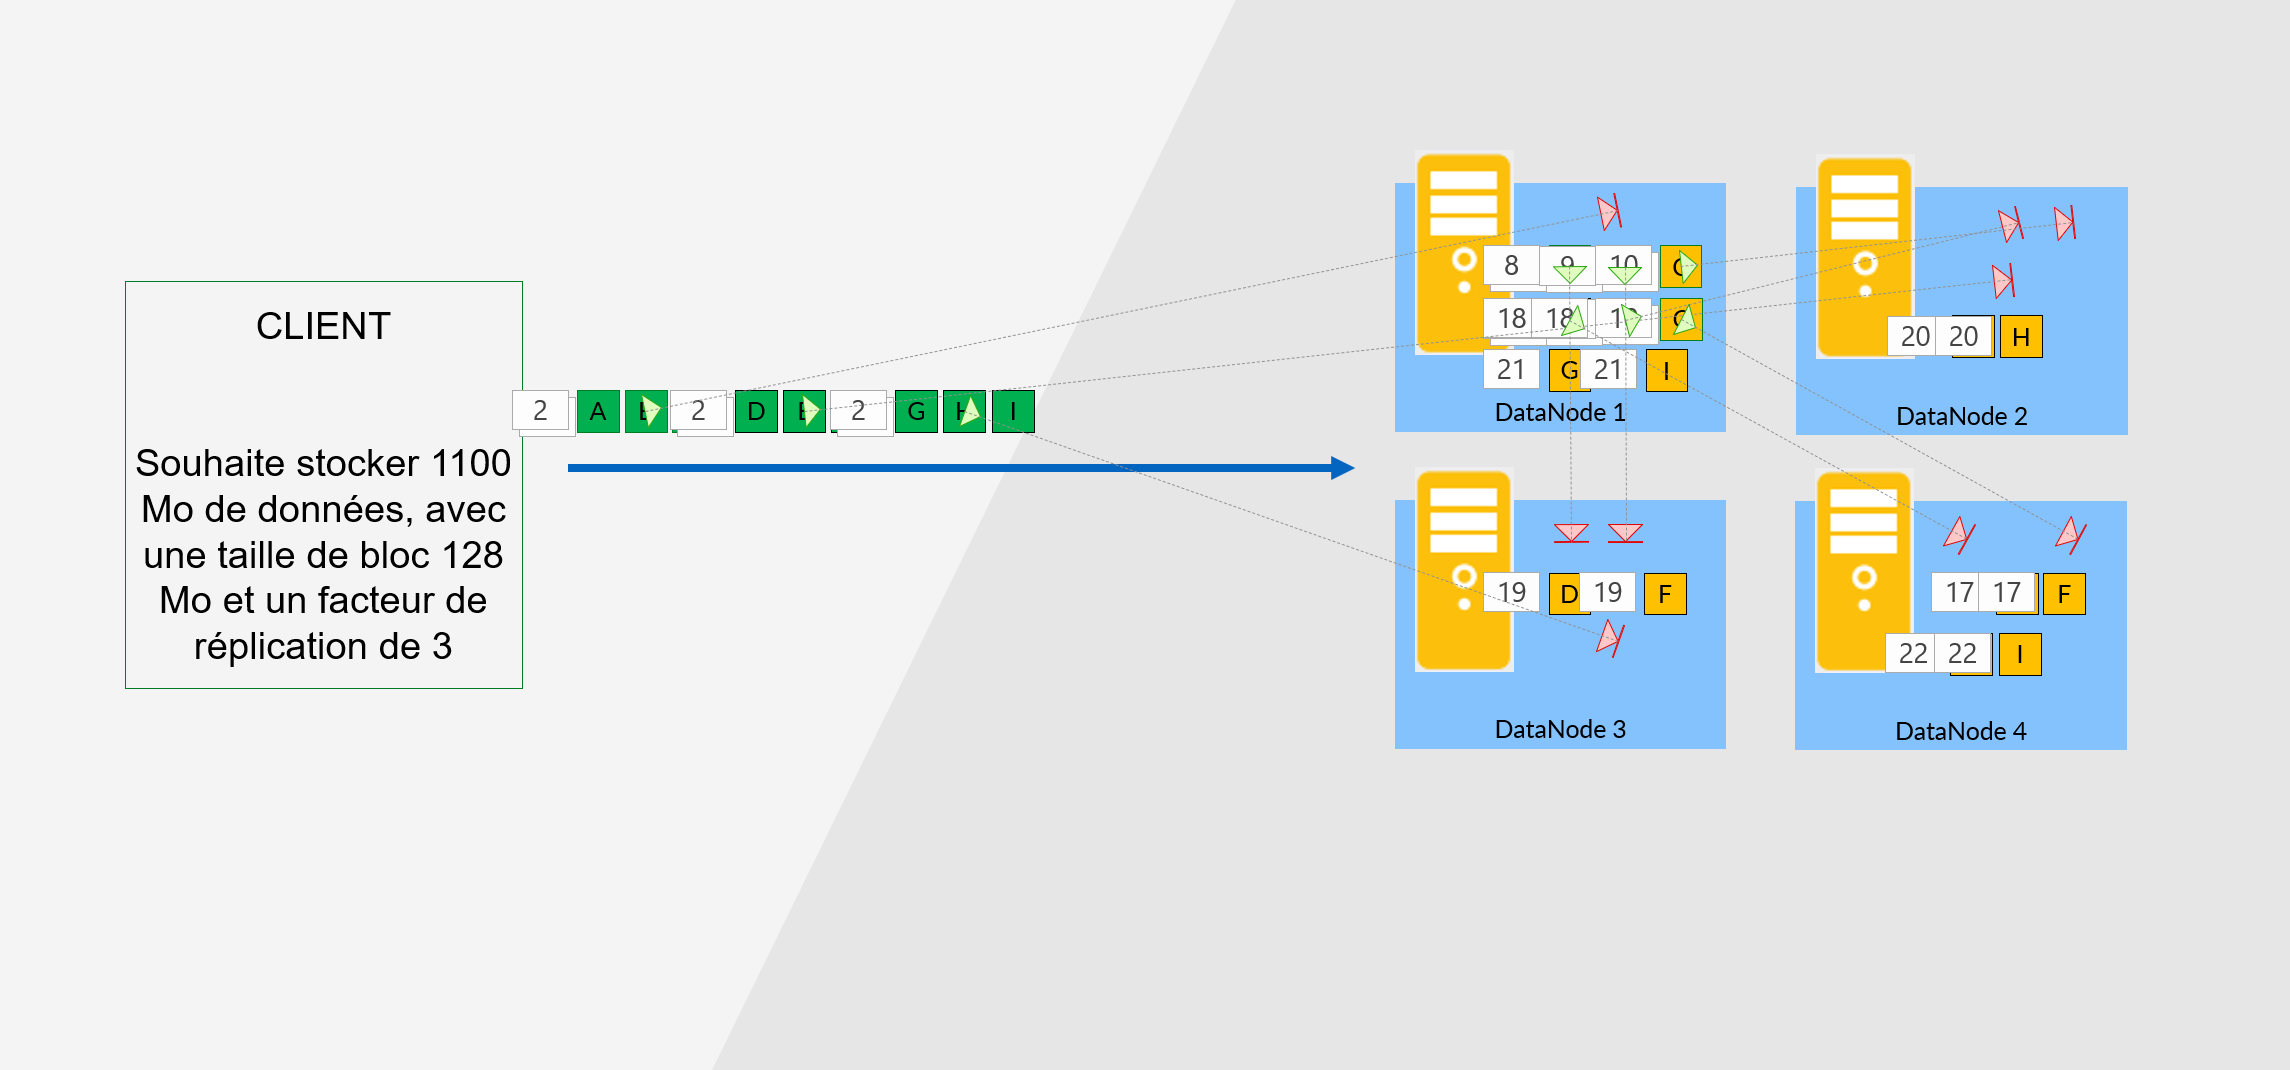 CLIENT
Souhaite stocker 1100
Mo de données, avec
une taille de bloc 128
Mo et un facteur de
réplication de 3
2 A 2 D 2 G H I
8 9 10
18 18
21 G 21 I
DataNode 1
20 20 H
DataNode 2
19 D 19 F
DataNode 3
17 17 F
22 22 I
DataNode 4